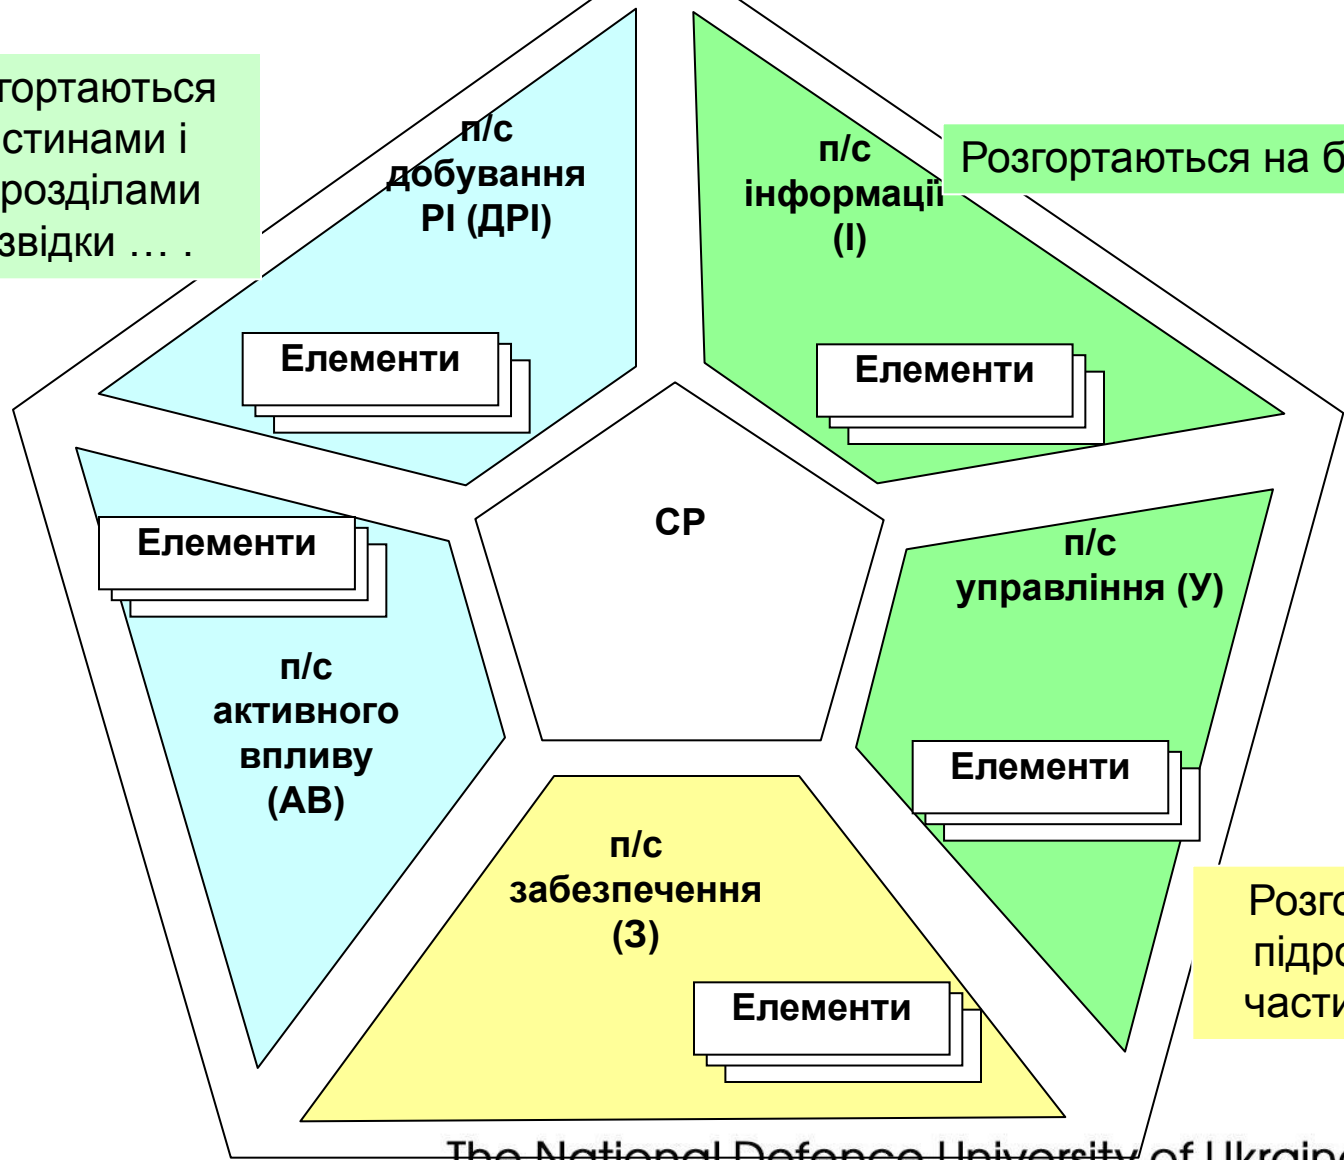 гортаються
стинами і
розділами
звідки … .
п/с
добування
РІ (ДРІ)
п/с
інформації
(І)
Розгортаються на б
Елементи
Елементи
СР
Елементи
п/с
управління (У)
п/с
активного
впливу
(АВ)
Елементи
п/с
забезпечення
(З)
Розго
підро
части
Елементи
The National Defence University of Ukraine